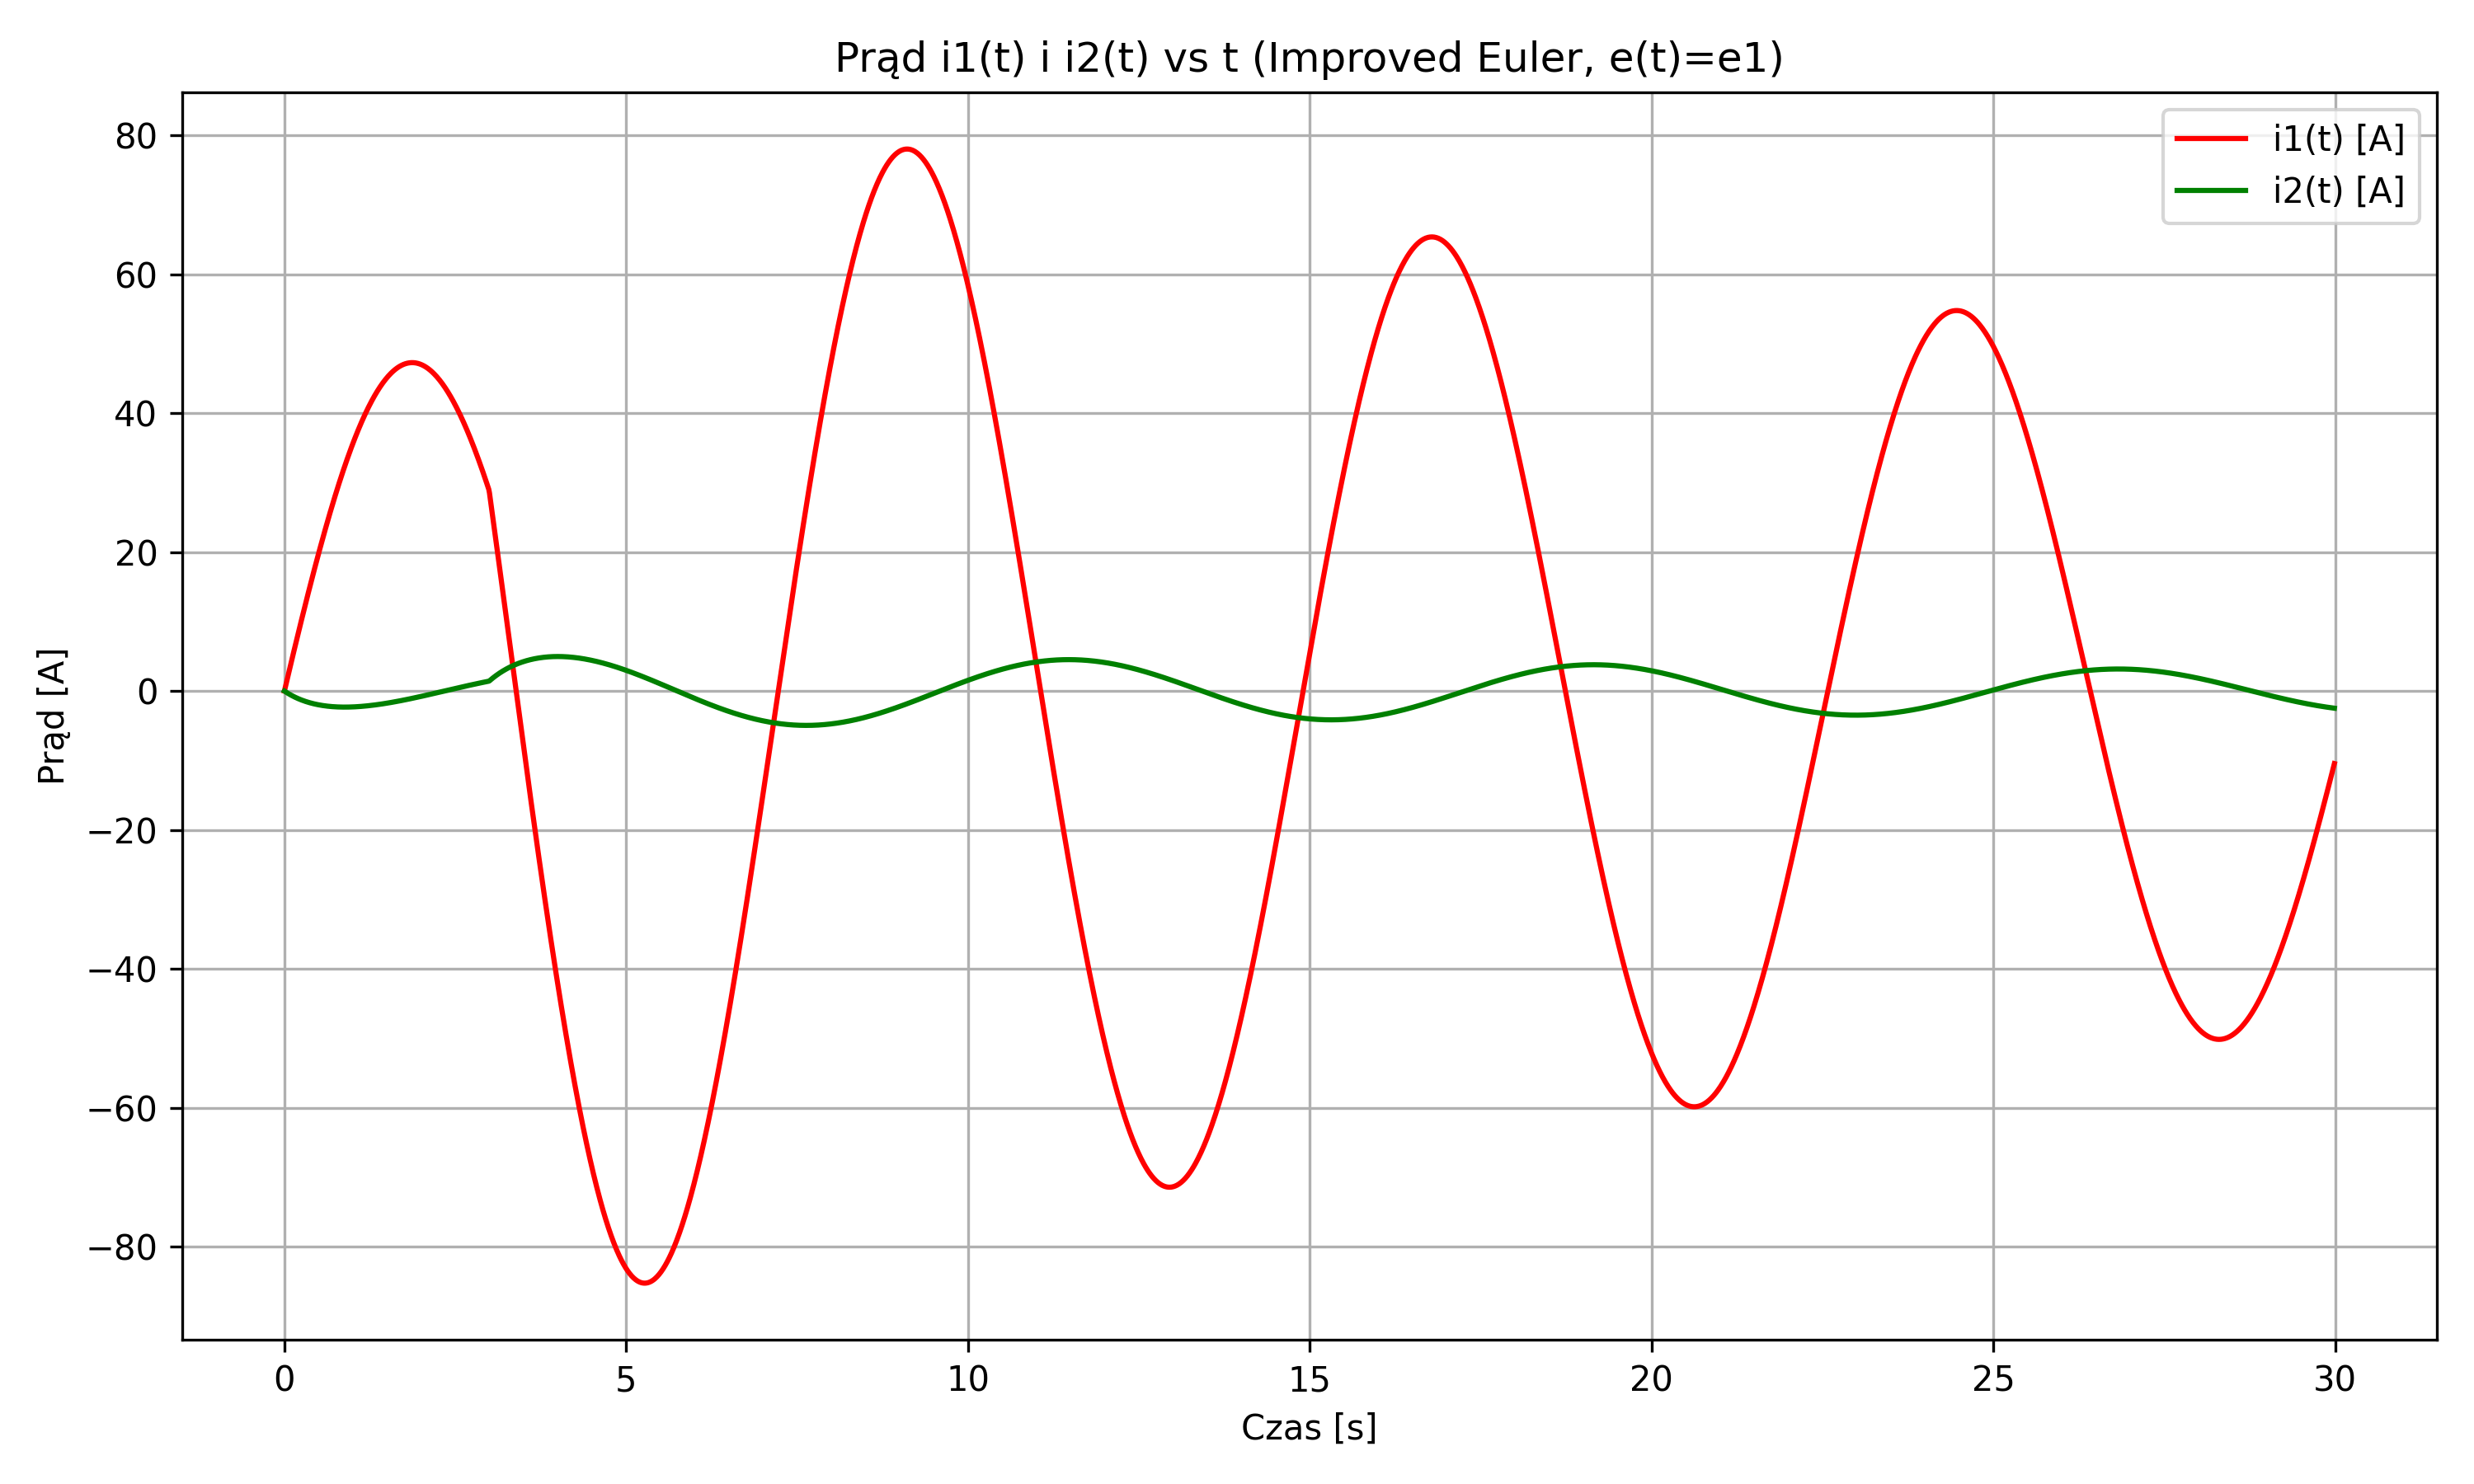 Prąd i1(t) i i2(t) vs t (Improved Euler, e(t)=e1)
i1(t) [A]
i2(t) [A]
Prąd [A]
80
60
40
20
0
−20
−40
−60
−80
0 5 10 15 20 25 30
Czas [s]